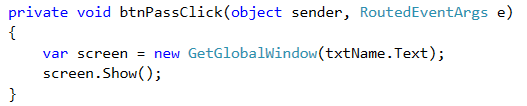 private void btnPassClick(object sender, RoutedEventArgs e)
{
    var screen = new GetGlobalWindow(txtName.Text);
    screen.Show();
}